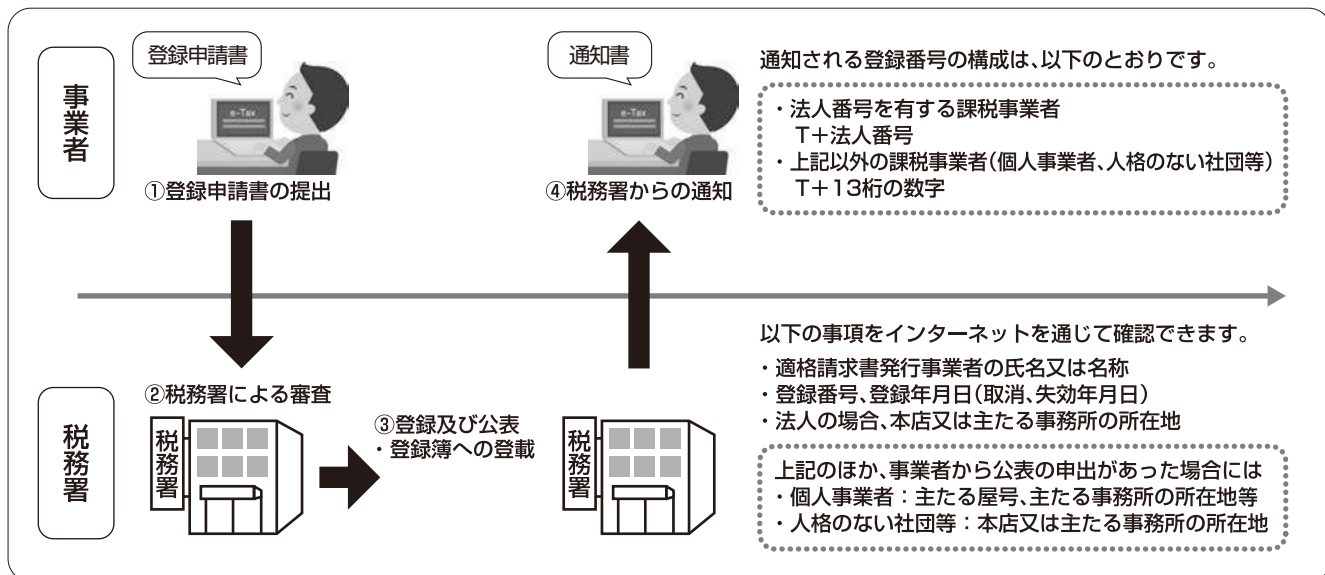 事業者
登録申請書
e-Tax
①登録申請書の提出
通知書
e-Tax
④税務署からの通知
通知される登録番号の構成は、以下のとおりです。
・法人番号を有する課税事業者
T+法人番号
・上記以外の課税事業者(個人事業者、人格のない社団等)
T+13桁の数字
税務署
②税務署による審査
税務署
③登録及び公表
・登録簿への登載
税務署
以下の事項をインターネットを通じて確認できます。
・適格請求書発行事業者の氏名又は名称
・登録番号、登録年月日(取消、失効年月日)
・法人の場合、本店又は主たる事務所の所在地
上記のほか、事業者から公表の申出があった場合には
・個人事業者:主たる屋号、主たる事務所の所在地等
・人格のない社団等:本店又は主たる事務所の所在地